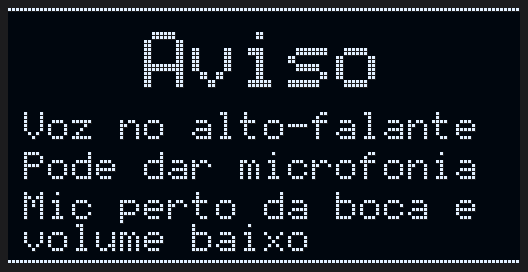 Aviso
Voz no alto-falante
Pode dar microfonia
Mic perto da boca e
volume baixo